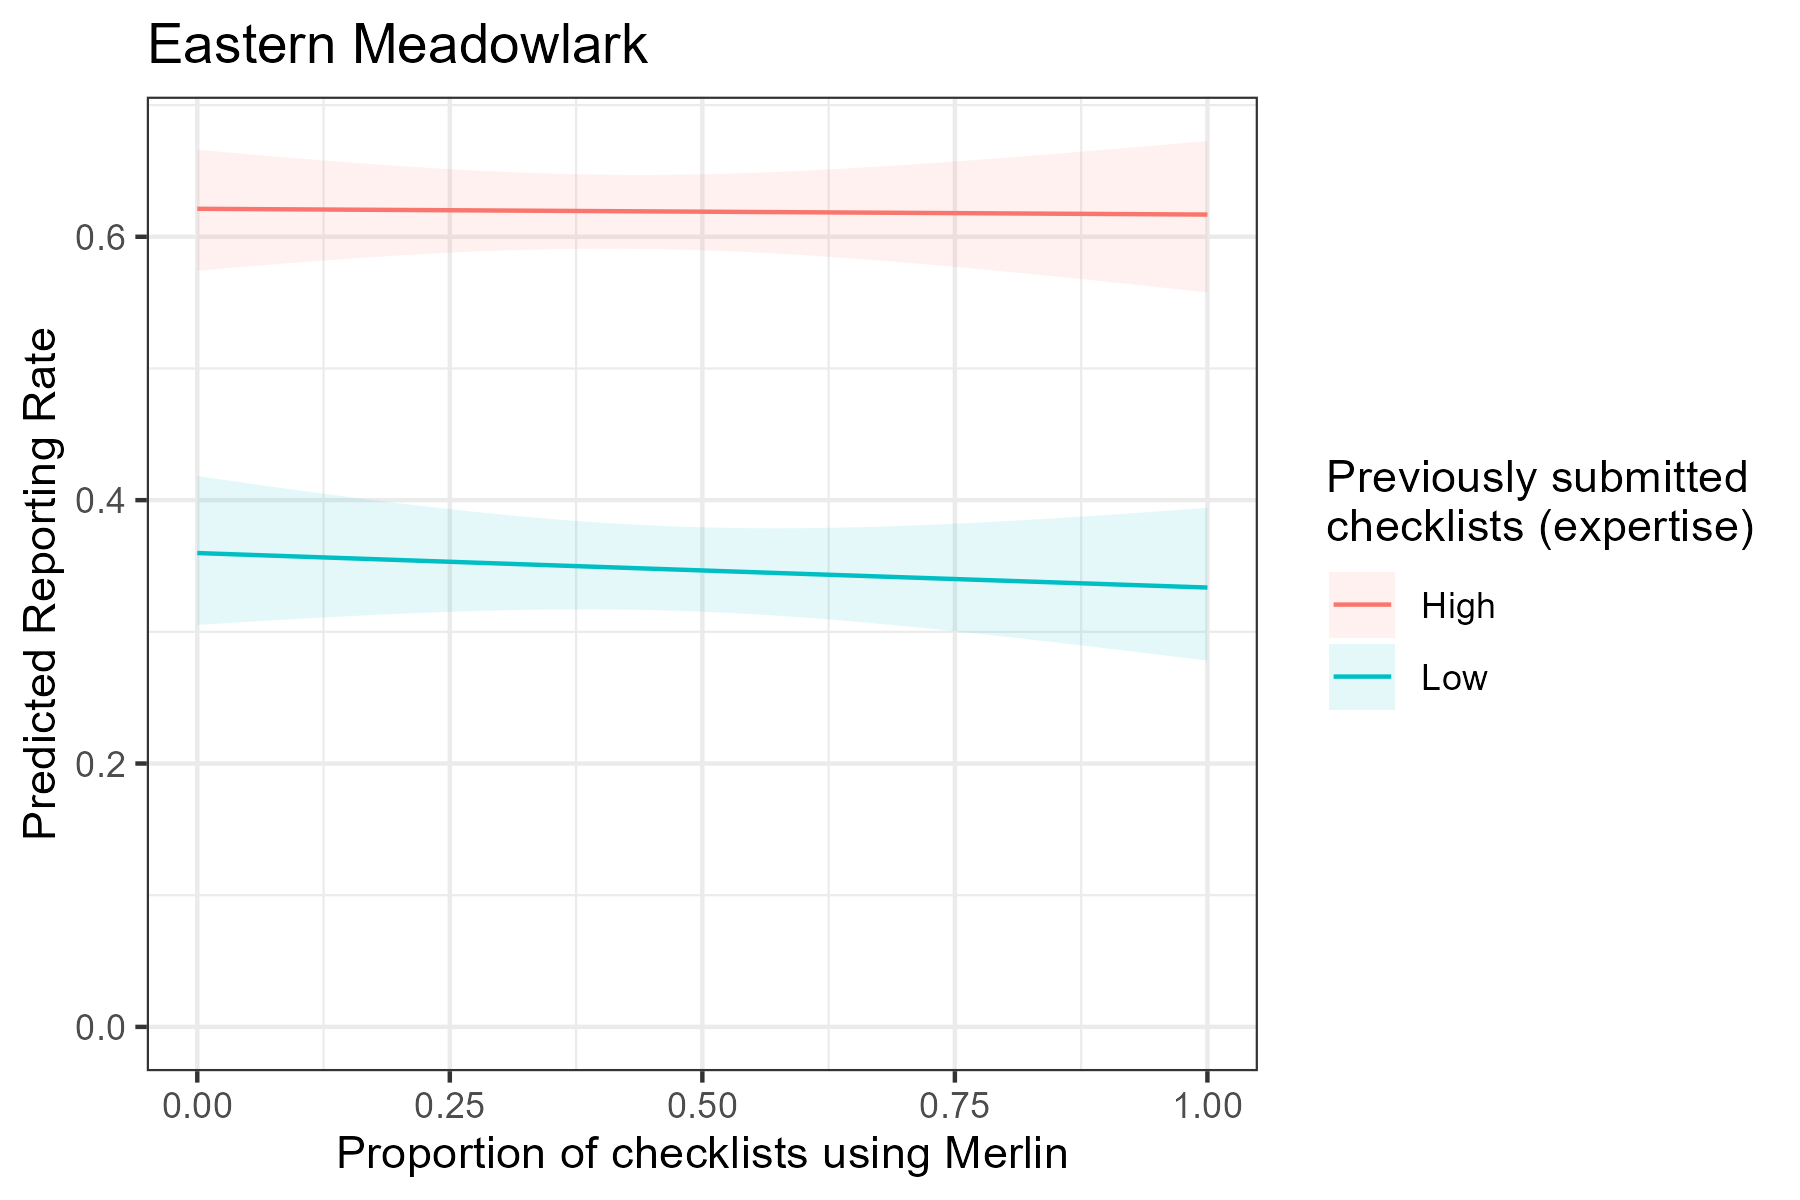 Eastern Meadowlark
Predicted Reporting Rate
0.6
0.4
0.2
0.0
0.00 0.25 0.50 0.75 1.00
Proportion of checklists using Merlin
Previously submitted
checklists (expertise)
High
Low